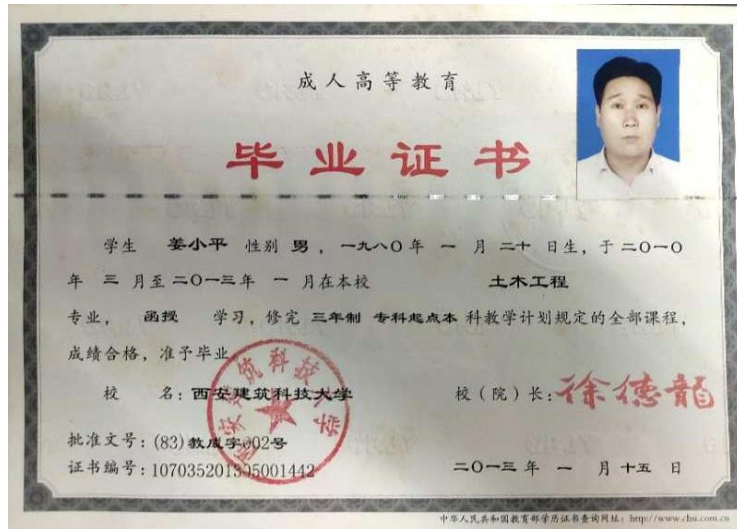 成人高等教育
毕业证书
学生 姜小平 性别 男，一九八〇年 一 月 二十 日生，于二〇一〇
年 三 月至二〇一三年 一 月在本校 土木工程
专业， 函授 学习，修完 三年制 专科起点本 科教学计划规定的全部课程，
成绩合格，准予毕业。
校 名：西安建筑科技大学 校（院）长：徐德龍
批准文号：(83)教成字002号
证书编号：107035201305001442 二〇一三年 一 月 十五 日
中华人民共和国教育部学历证书查询网址：http://www.chsi.com.cn